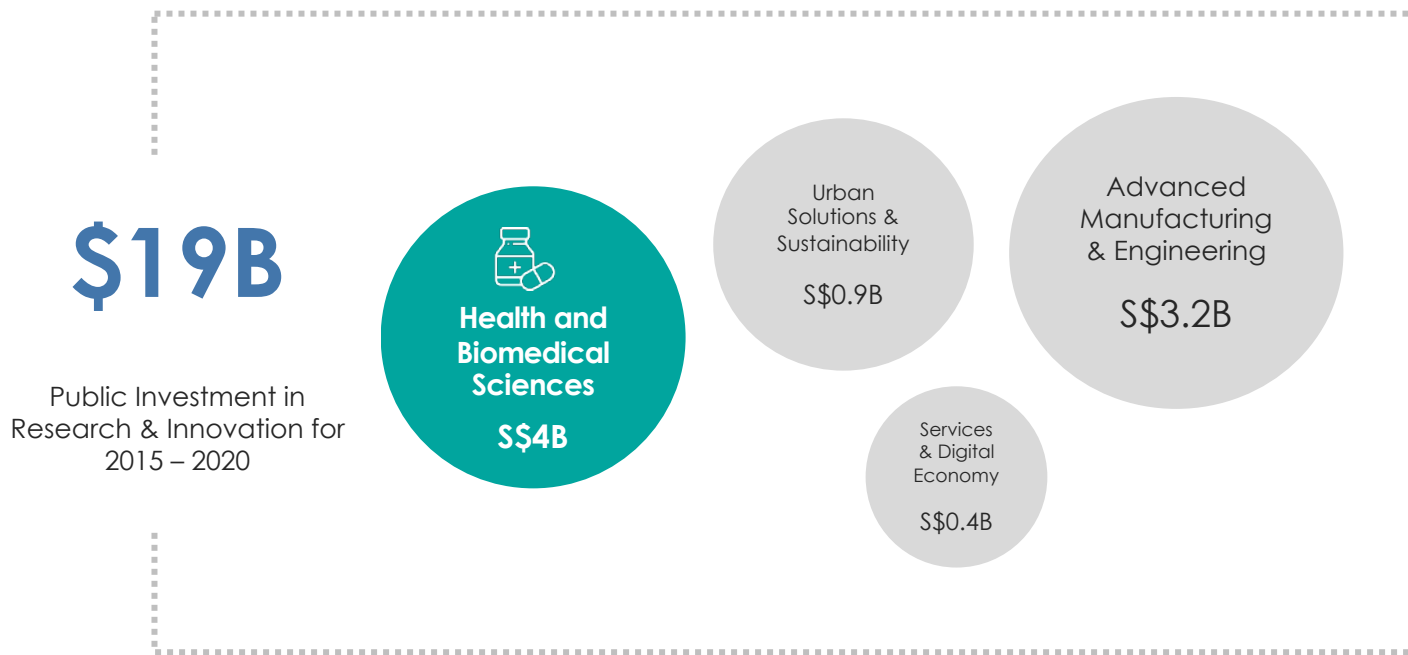 $19B
Public Investment in
Research & Innovation for
2015 – 2020
Health and
Biomedical
Sciences
S$4B
Urban
Solutions &
Sustainability
S$0.9B
Advanced
Manufacturing
& Engineering
S$3.2B
Services
& Digital
Economy
S$0.4B